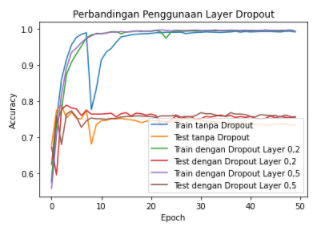 Perbandingan Penggunaan Layer Dropout
1.0
0.9
0.8
0.7
0.6
Accuracy
Train tanpa Dropout
Test tanpa Dropout
Train dengan Dropout Layer 0,2
Test dengan Dropout Layer 0,2
Train dengan Dropout Layer 0,5
Test dengan Dropout Layer 0,5
0 10 20 30 40 50
Epoch